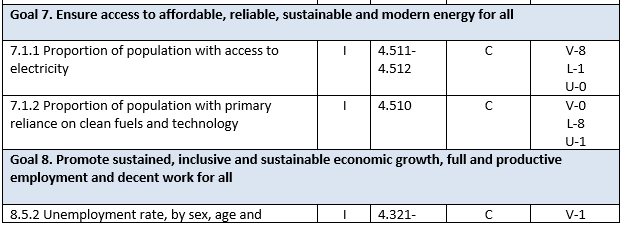 Goal 7. Ensure access to affordable, reliable, sustainable and modern energy for all
7.1.1 Proportion of population with access to I 4.511- C V-8
electricity 4.512 L-1
U-0
7.1.2 Proportion of population with primary I 4.510 C V-0
reliance on clean fuels and technology L-8
U-1
Goal 8. Promote sustained, inclusive and sustainable economic growth, full and productive
employment and decent work for all
8.5.2 Unemployment rate, by sex, age and I 4.321- C V-1